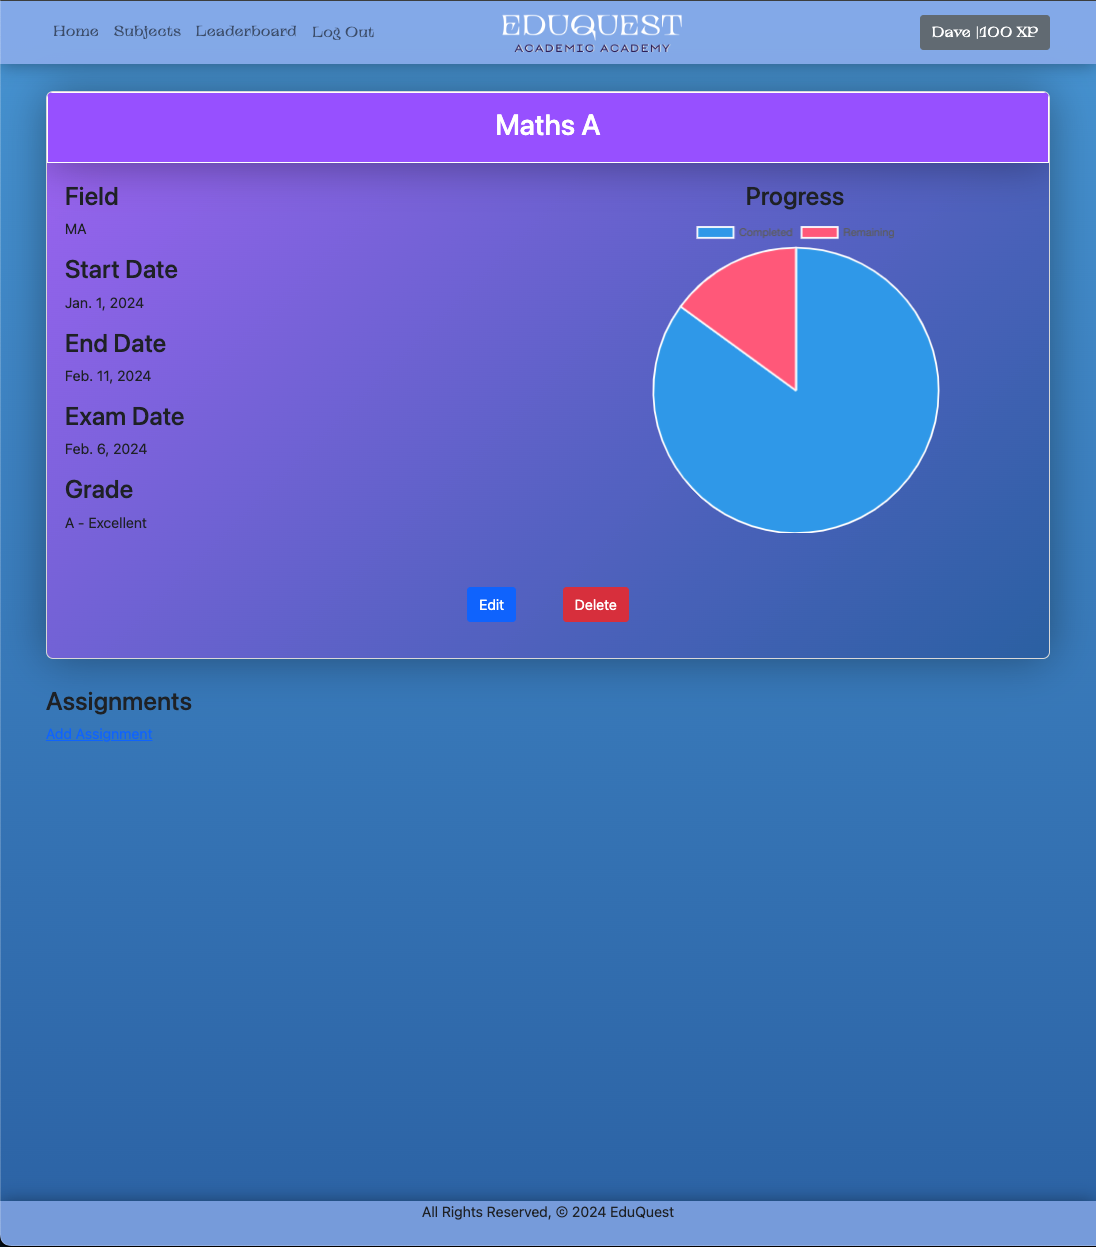 Home Subjects Leaderboard Log Out
EDUQUEST
ACADEMIC ACADEMY
Dave |100 XP
Maths A
Field
MA
Start Date
Jan. 1, 2024
End Date
Feb. 11, 2024
Exam Date
Feb. 6, 2024
Grade
A - Excellent
Progress
Completed Remaining
Edit Delete
Assignments
Add Assignment
All Rights Reserved, © 2024 EduQuest